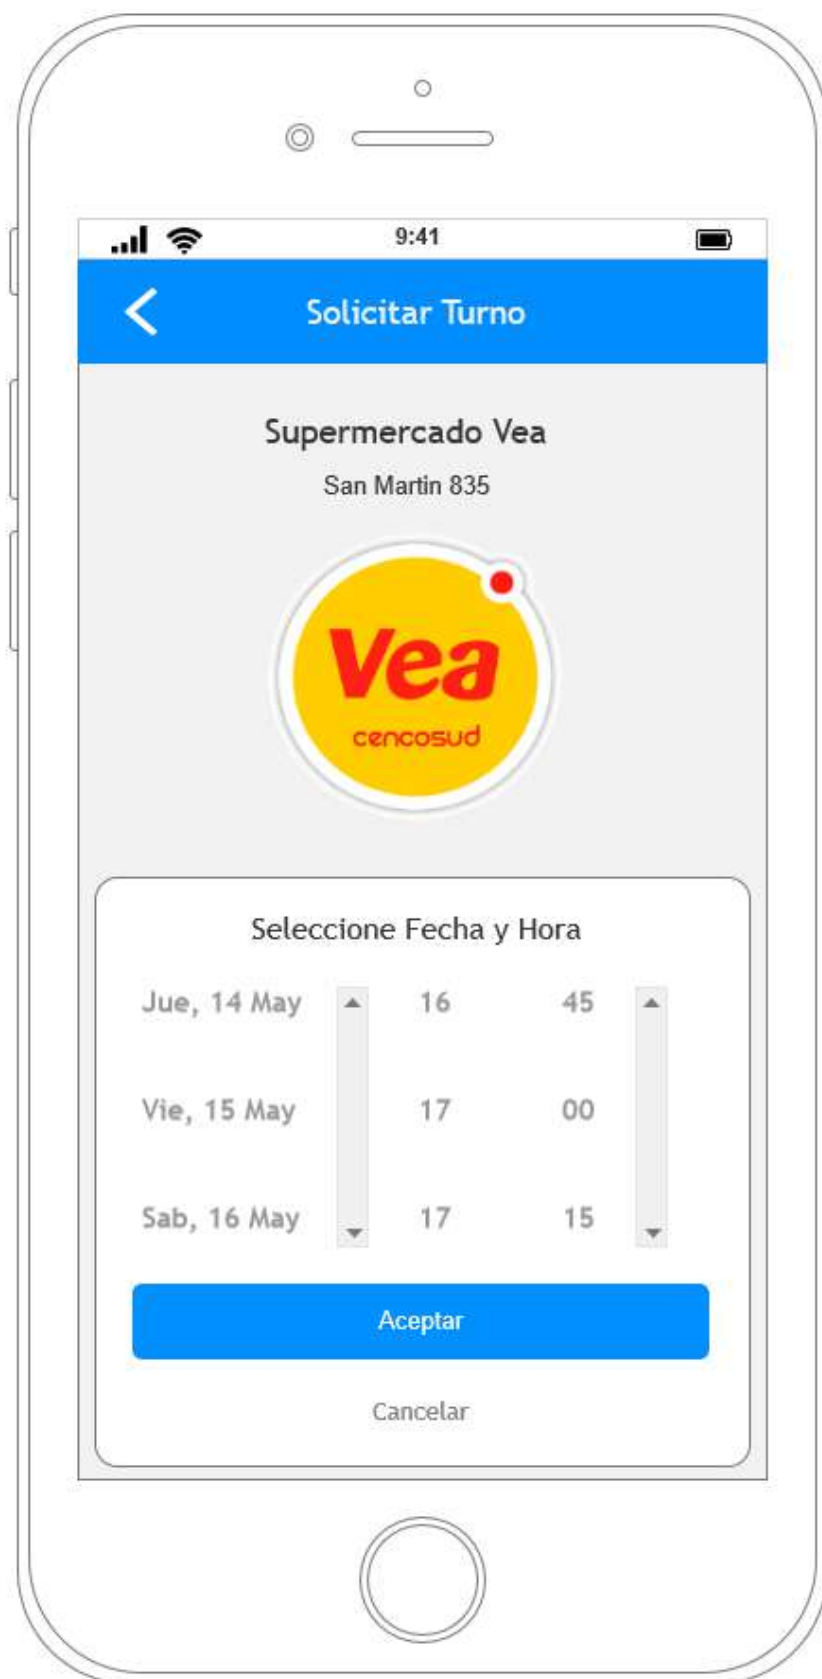 9:41
Solicitar Turno
Supermercado Vea
San Martin 835
Vea
cencosud
Seleccione Fecha y Hora
Jue, 14 May 16 45
Vie, 15 May 17 00
Sab, 16 May 17 15
Aceptar
Cancelar